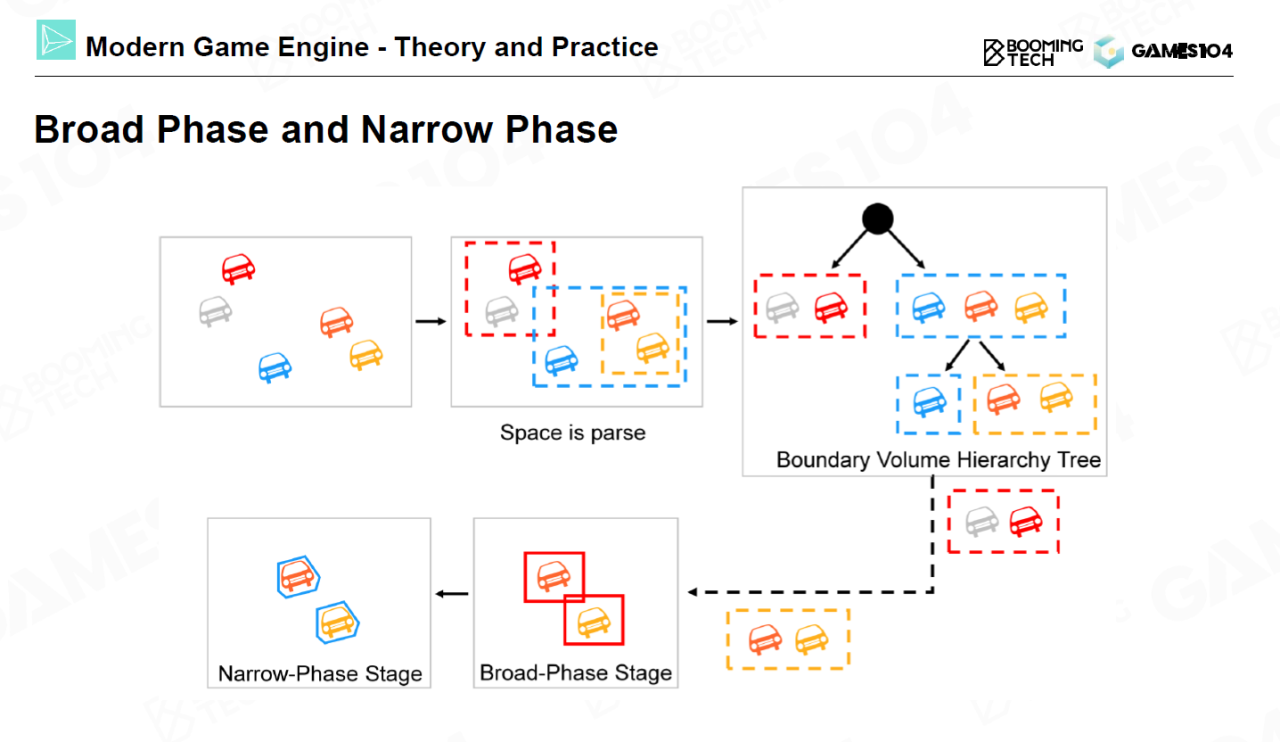 Modern Game Engine - Theory and Practice
BOOMING
TECH
GAMES104
Broad Phase and Narrow Phase
Space is parse
Boundary Volume Hierarchy Tree
Narrow-Phase Stage
Broad-Phase Stage